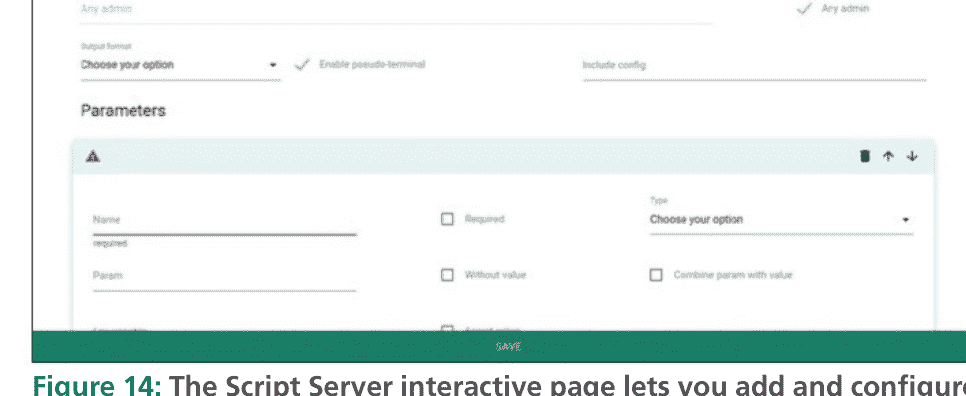 Any admin Any admin
Output format
Choose your option Enable pseudo-terminal Include config
Parameters
Type
Name Required Choose your option
required
Param Without value Combine param with value
SAVE
Figure 14: The Script Server interactive page lets you add and configure